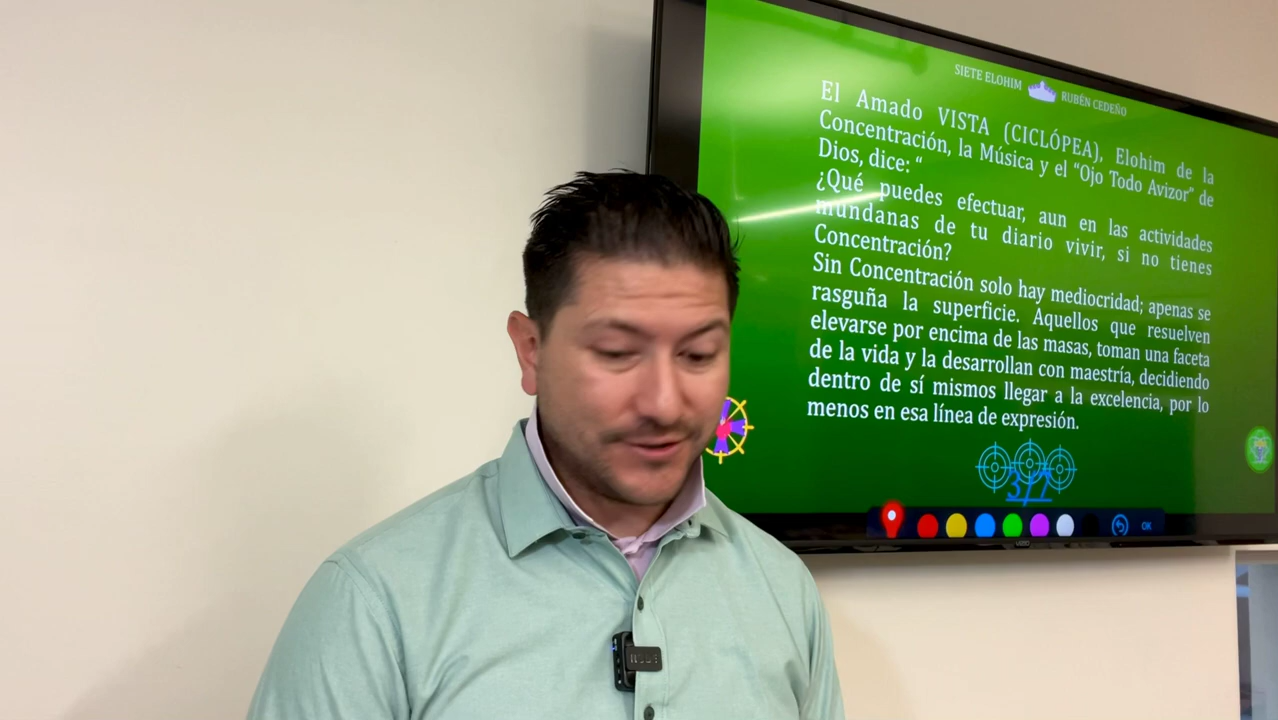 SIETE ELOHIM RUBÉN CEDEÑO
El Amado VISTA (CICLÓPEA), Elohim de la
Concentración, la Música y el “Ojo Todo Avizor” de
Dios, dice: “
¿Qué puedes efectuar, aun en las actividades
mundanas de tu diario vivir, si no tienes
Concentración?
Sin Concentración solo hay mediocridad; apenas se
rasguña la superficie. Aquellos que resuelven
elevarse por encima de las masas, toman una faceta
de la vida y la desarrollan con maestría, decidiendo
dentro de sí mismos llegar a la excelencia, por lo
menos en esa línea de expresión.
377
OK